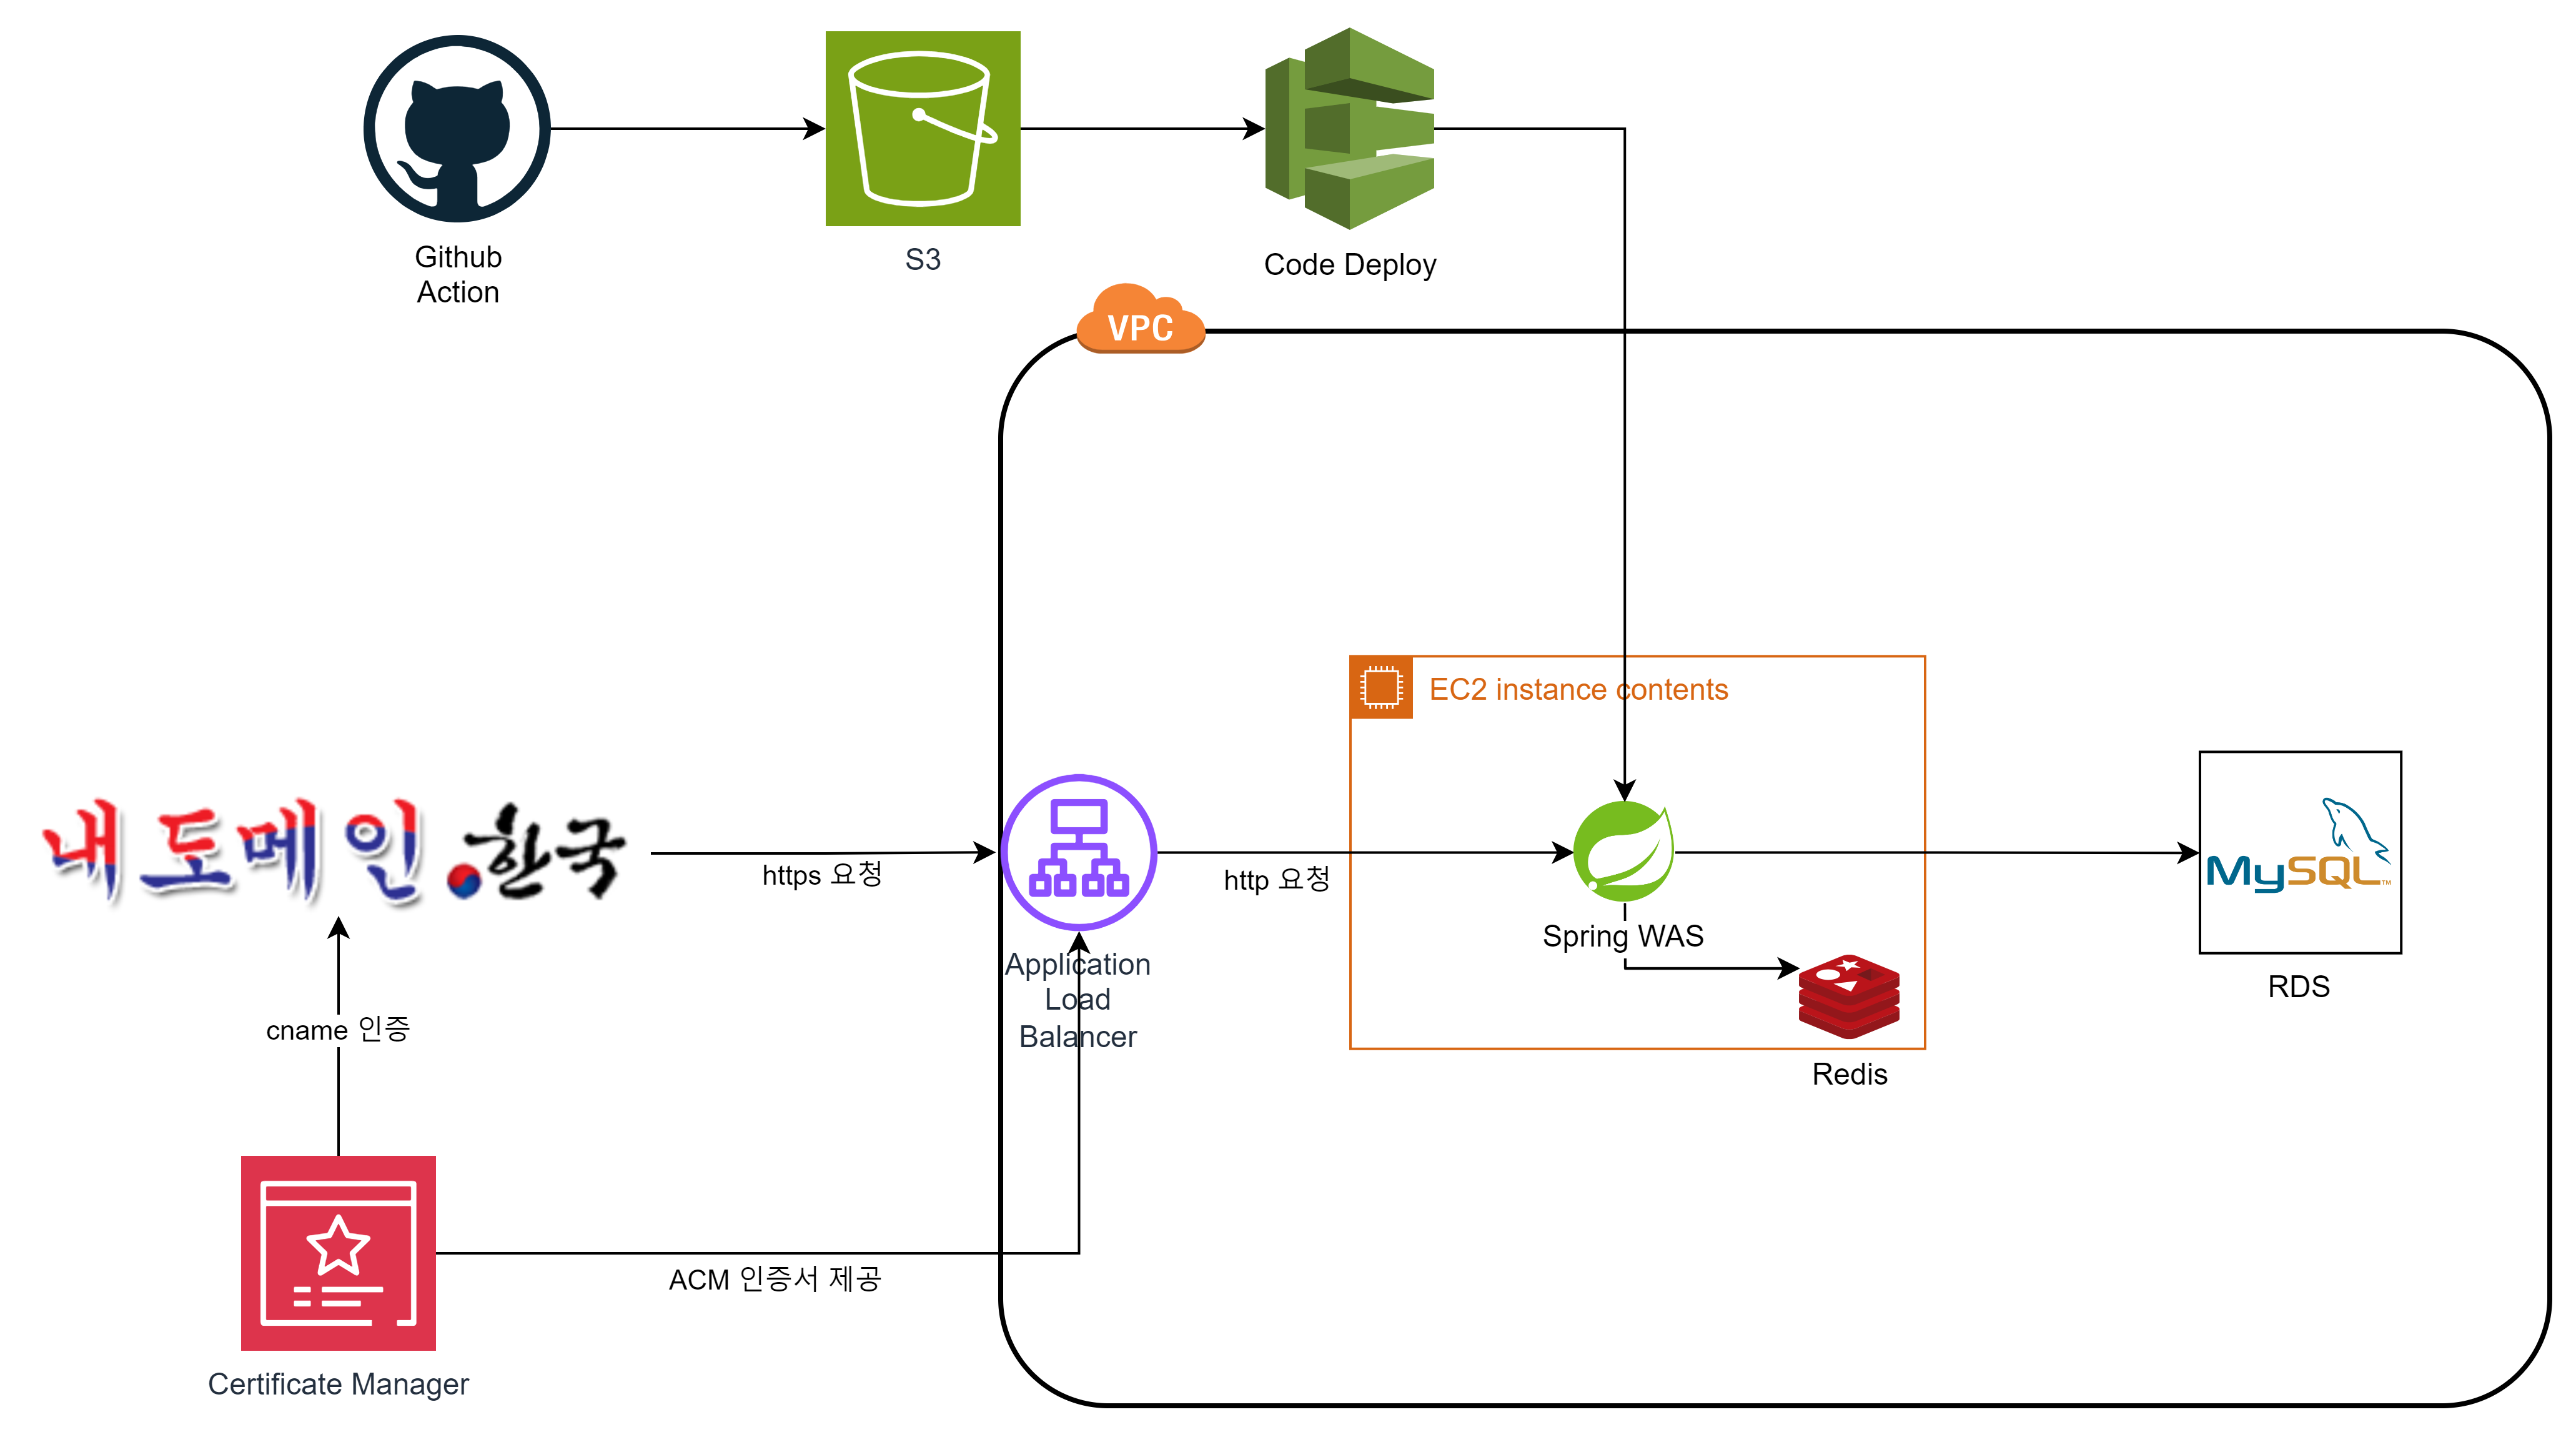 Github
Action
S3
Code Deploy
VPC
EC2 instance contents
내도메인.한국
https 요청
http 요청
Application
Load
Balancer
Spring WAS
MySQL™
RDS
cname 인증
Redis
ACM 인증서 제공
Certificate Manager